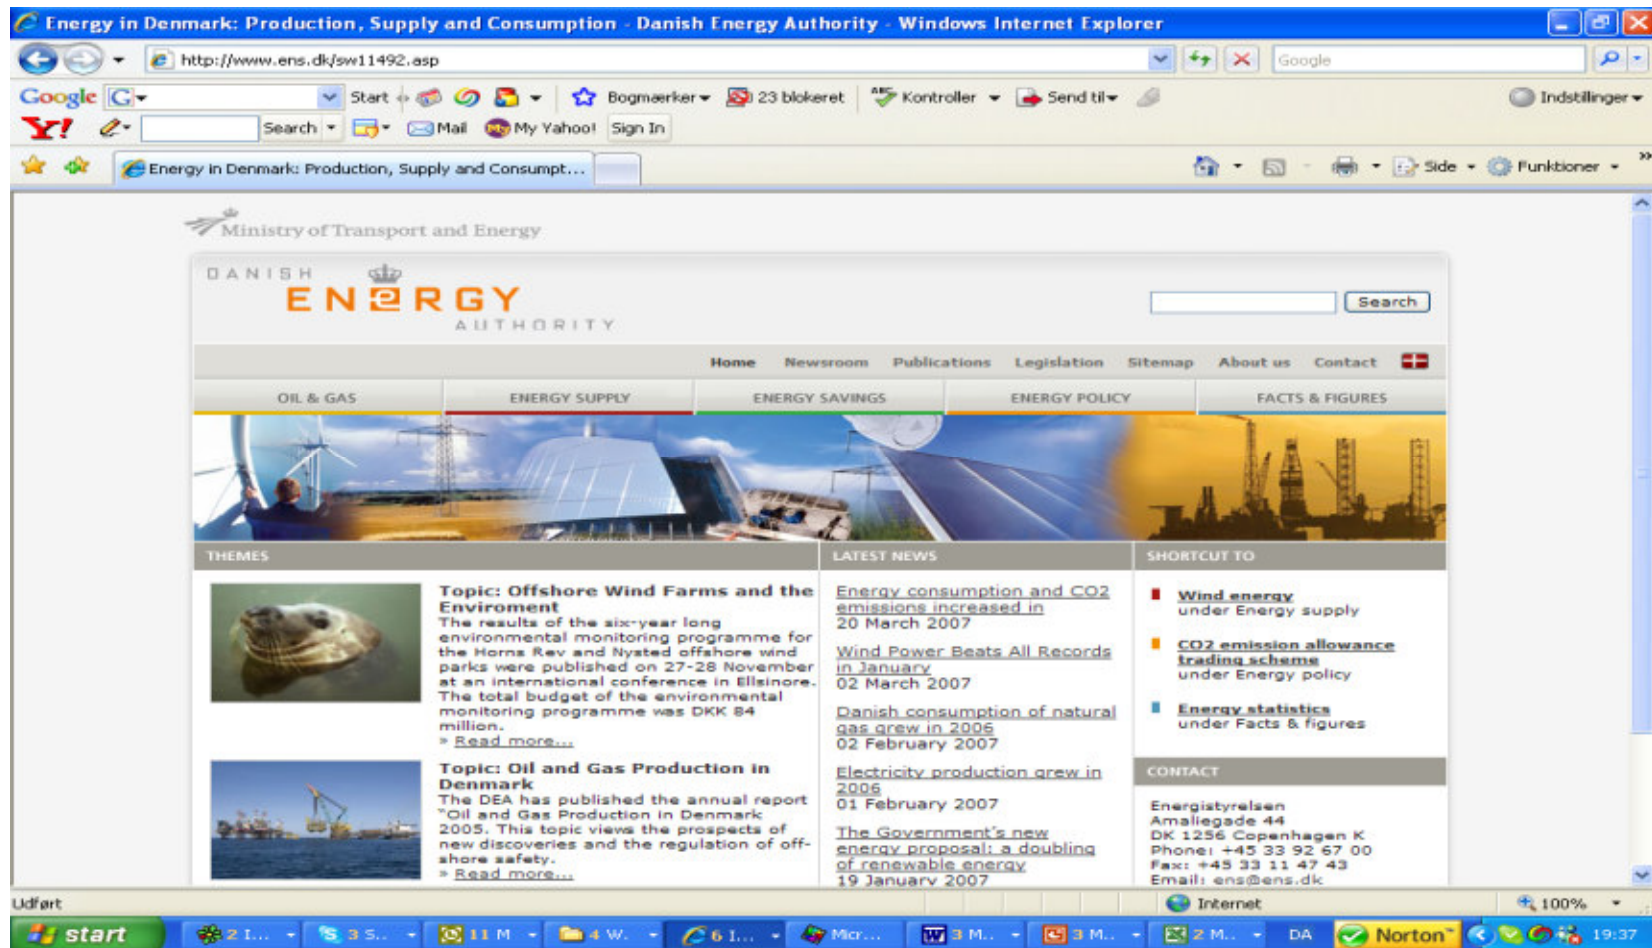 Energy in Denmark: Production, Supply and Consumption - Danish Energy Authority - Windows Internet Explorer
http://www.ens.dk/sw11492.asp
Google
Google G Start Bogmærker 23 blokeret Kontroller Send til Indstillinger
Y! Search Mail My Yahoo! Sign In
Energy in Denmark: Production, Supply and Consumpt... Side Funktioner
Ministry of Transport and Energy
DANISH
ENERGY
AUTHORITY
Search
Home Newsroom Publications Legislation Sitemap About us Contact
OIL & GAS ENERGY SUPPLY ENERGY SAVINGS ENERGY POLICY FACTS & FIGURES
THEMES
Topic: Offshore Wind Farms and the
Enviroment
The results of the six-year long
environmental monitoring programme for
the Horns Rev and Nysted offshore wind
parks were published on 27-28 November
at an international conference in Ellsinore.
The total budget of the environmental
monitoring programme was DKK 84
million.
» Read more...
Topic: Oil and Gas Production in
Denmark
The DEA has published the annual report
"Oil and Gas Production in Denmark
2005. This topic views the prospects of
new discoveries and the regulation of off-
shore safety.
» Read more...
LATEST NEWS
Energy consumption and CO2
emissions increased in
20 March 2007
Wind Power Beats All Records
in January
02 March 2007
Danish consumption of natural
gas grew in 2006
02 February 2007
Electricity production grew in
2006
01 February 2007
The Government's new
energy proposal: a doubling
of renewable energy
19 January 2007
SHORTCUT TO
Wind energy
under Energy supply
CO2 emission allowance
trading scheme
under Energy policy
Energy statistics
under Facts & figures
CONTACT
Energistyrelsen
Amaliegade 44
DK 1256 Copenhagen K
Phone: +45 33 92 67 00
Fax: +45 33 11 47 43
Email: ens@ens.dk
Udført Internet 100%
start 2 I... 3 S.. 11 M 4 W. 6 I... Micr... 3 M.. 3 M.. 2 M.. DA Norton 19:37